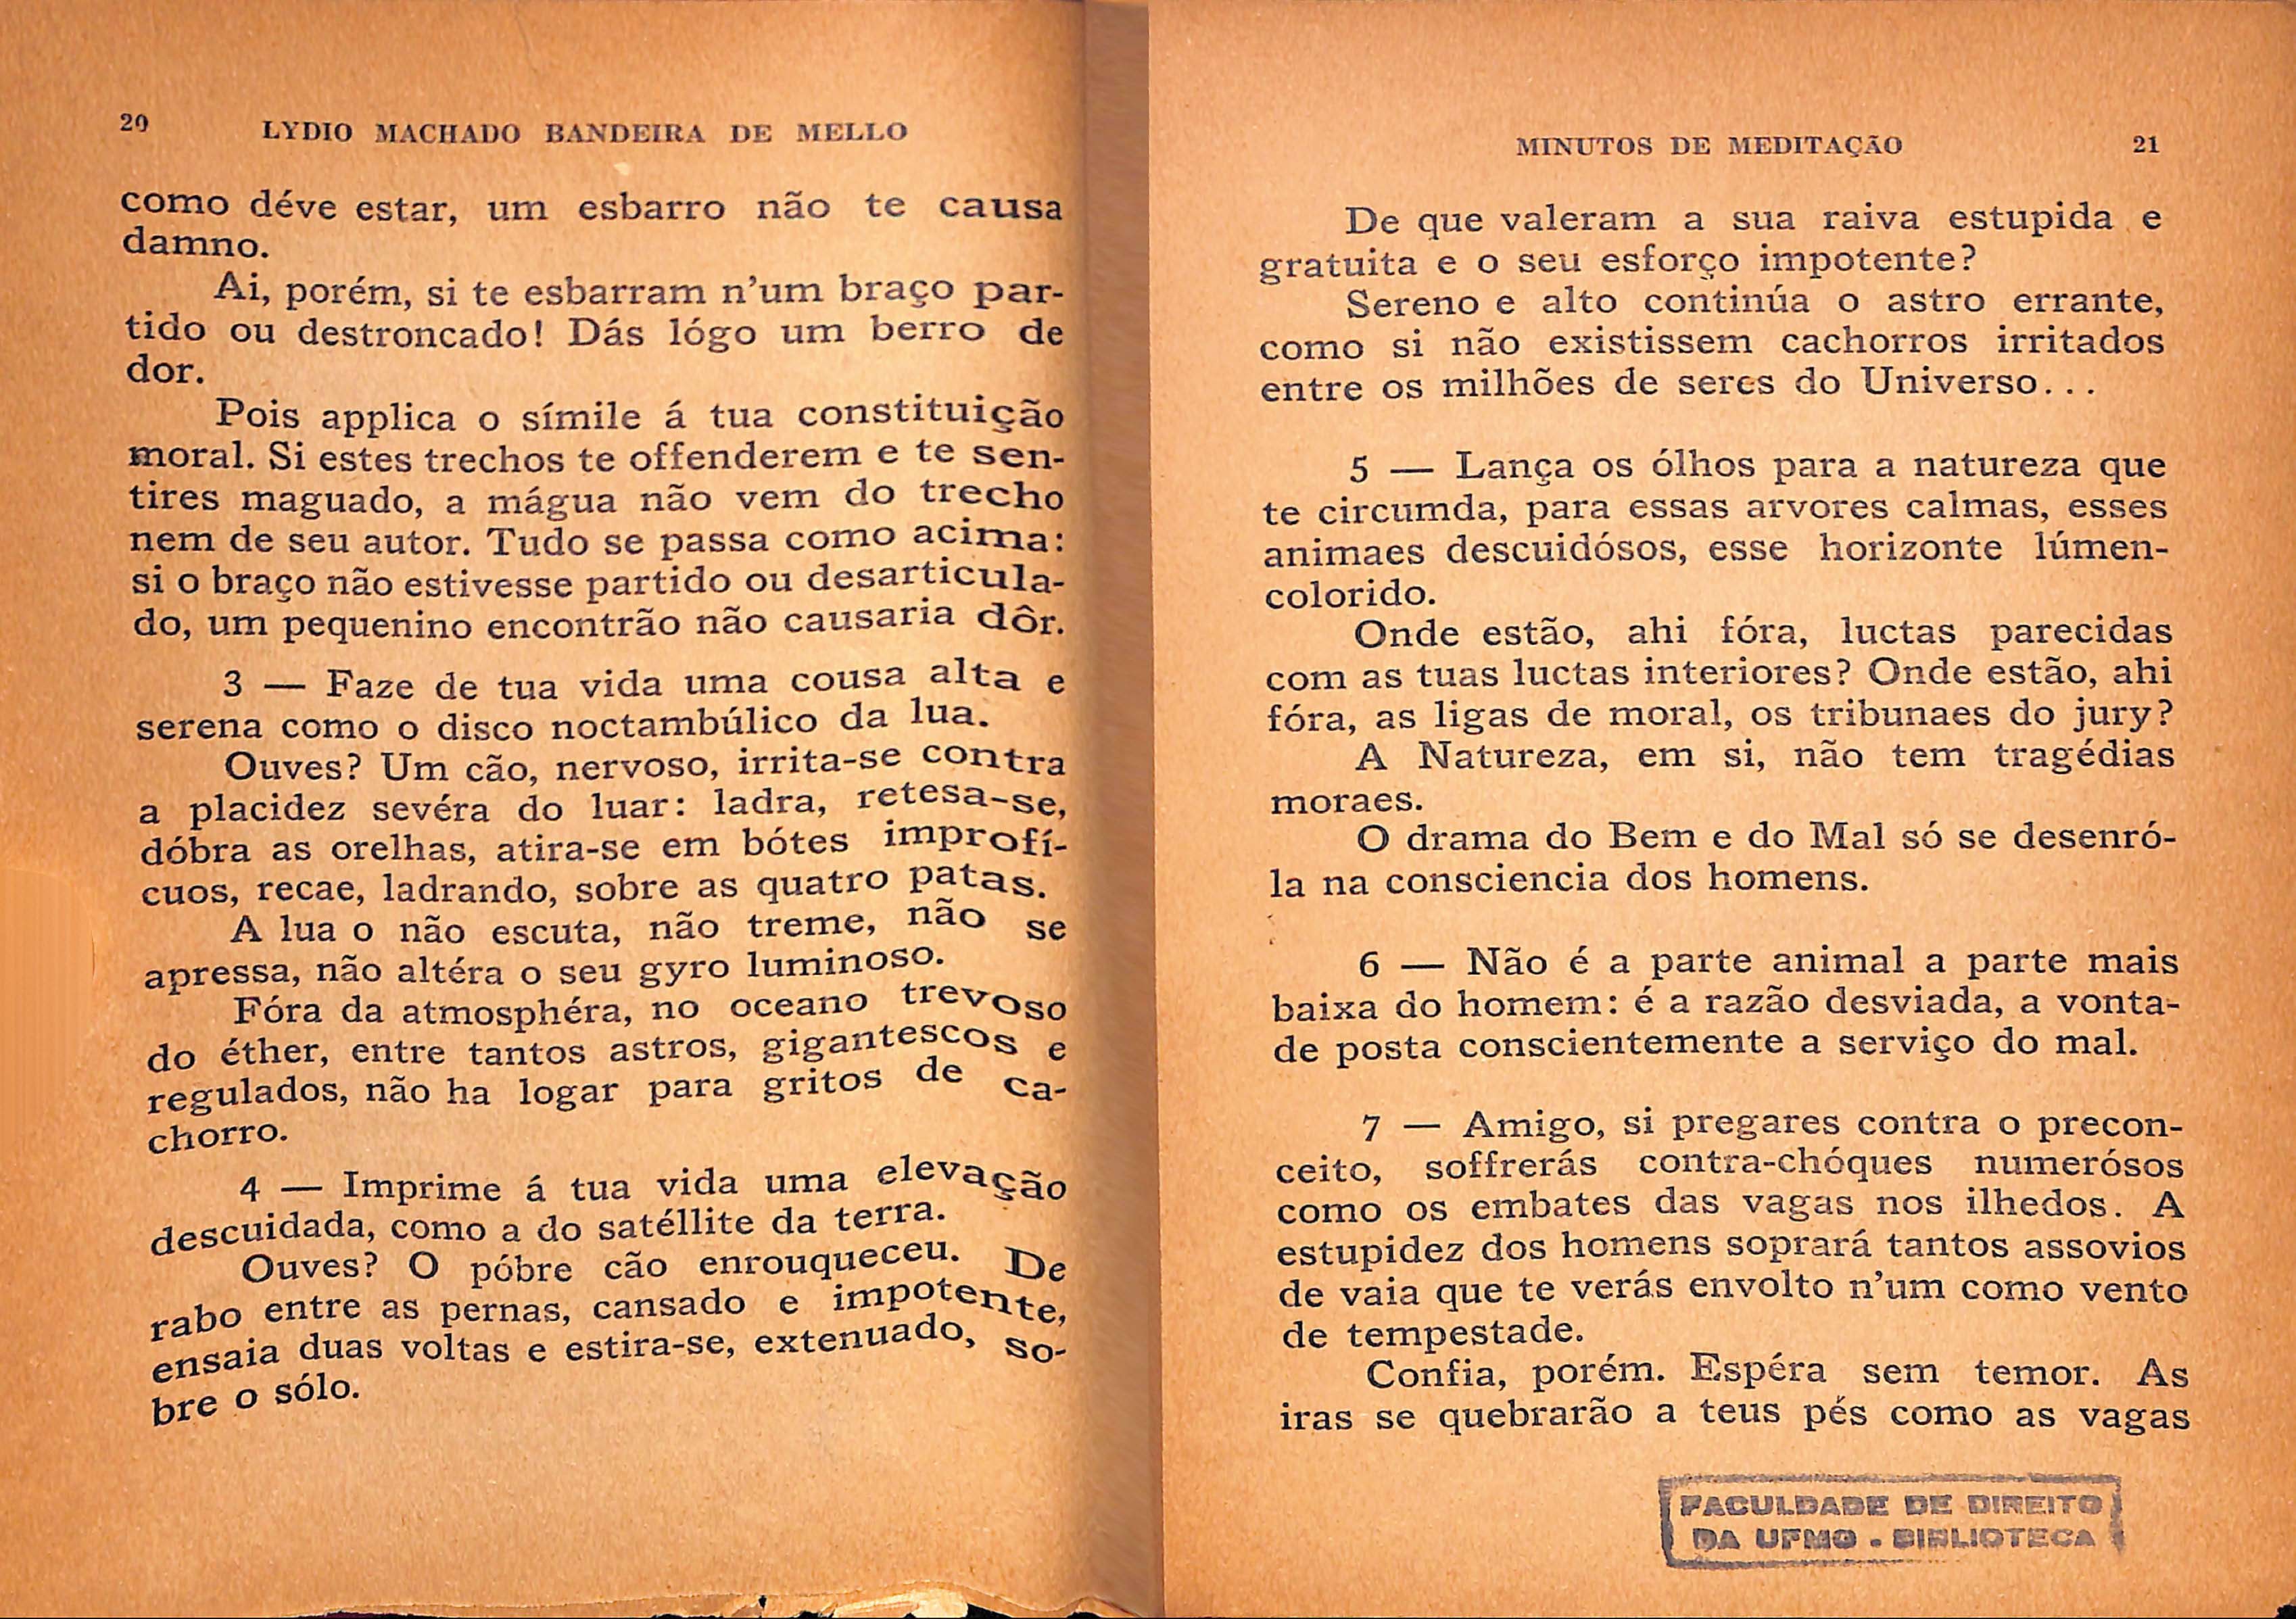 20 LYDIO MACHADO BANDEIRA DE MELLO
como déve estar, um esbarro não te causa
damno.
Ai, porém, si te esbarram n'um braço par-
tido ou destroncado! Dás lógo um berro de
dor.
Pois applica o símile á tua constituição
moral. Si estes trechos te offenderem e te sen-
tires maguado, a mágua não vem do trecho
nem de seu autor. Tudo se passa como acima:
si o braço não estivesse partido ou desarticula-
do, um pequenino encontrão não causaria dôr.
3 — Faze de tua vida uma cousa alta e
serena como o disco noctambúlico da lua.
Ouves? Um cão, nervoso, irrita-se contra
a placidez sevéra do luar: ladra, retesa-se,
dóbra as orelhas, atira-se em bótes improfí-
cuos, recae, ladrando, sobre as quatro patas.
A lua o não escuta, não treme, não se
apressa, não altéra o seu gyro luminoso.
Fóra da atmosphéra, no oceano trevoso
do éther, entre tantos astros, gigantescos e
regulados, não ha logar para gritos de ca-
chorro.
4 — Imprime á tua vida uma elevação
descuidada, como a do satéllite da terra.
Ouves? O póbre cão enrouqueceu. De
rabo entre as pernas, cansado e impotente,
ensaia duas voltas e estira-se, extenuado, so-
bre o sólo.
MINUTOS DE MEDITAÇÃO 21
De que valeram a sua raiva estupida e
gratuita e o seu esforço impotente?
Sereno e alto continúa o astro errante,
como si não existissem cachorros irritados
entre os milhões de seres do Universo...
5 — Lança os ólhos para a natureza que
te circumda, para essas arvores calmas, esses
animaes descuidósos, esse horizonte lúmen-
colorido.
Onde estão, ahi fóra, luctas parecidas
com as tuas luctas interiores? Onde estão, ahi
fóra, as ligas de moral, os tribunaes do jury?
A Natureza, em si, não tem tragédias
moraes.
O drama do Bem e do Mal só se desenró-
la na consciencia dos homens.
6 — Não é a parte animal a parte mais
baixa do homem: é a razão desviada, a vonta-
de posta conscientemente a serviço do mal.
7 — Amigo, si pregares contra o precon-
ceito, soffrerás contra-chóques numerósos
como os embates das vagas nos ilhedos. A
estupidez dos homens soprará tantos assovios
de vaia que te verás envolto n'um como vento
de tempestade.
Confia, porém. Espéra sem temor. As
iras se quebrarão a teus pés como as vagas
FACULDADE DE DIREITO
DA UFMG - BIBLIOTECA